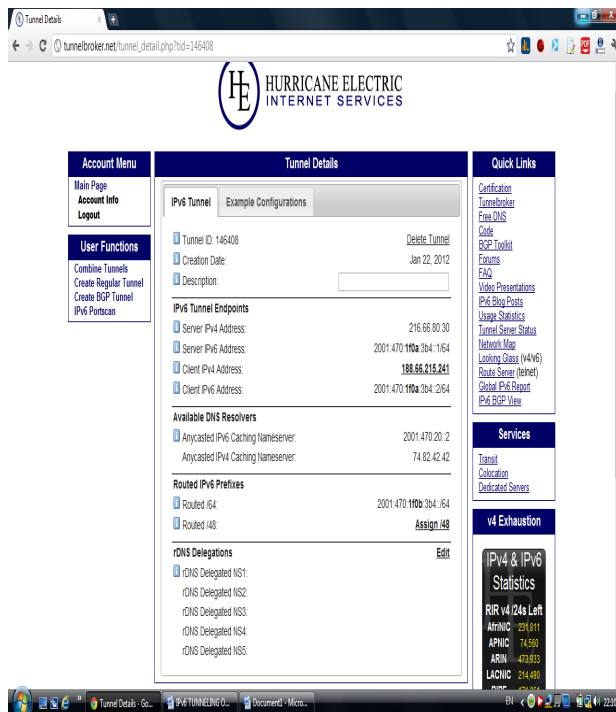 Tunnel Details
tunnelbroker.net/tunnel_detail.php?tid=146408
HE
HURRICANE ELECTRIC
INTERNET SERVICES
Account Menu
Main Page
Account Info
Logout
User Functions
Combine Tunnels
Create Regular Tunnel
Create BGP Tunnel
IPv6 Portscan
Tunnel Details
IPv6 Tunnel Example Configurations
Tunnel ID: 146408 Delete Tunnel
Creation Date: Jan 22, 2012
Description:
IPv6 Tunnel Endpoints
Server IPv4 Address: 216.66.80.30
Server IPv6 Address: 2001:470:1f0a:3b4::1/64
Client IPv4 Address: 188.66.215.241
Client IPv6 Address: 2001:470:1f0a:3b4::2/64
Available DNS Resolvers
Anycasted IPv6 Caching Nameserver: 2001:470:20::2
Anycasted IPv4 Caching Nameserver: 74.82.42.42
Routed IPv6 Prefixes
Routed /64: 2001:470:1f0b:3b4::/64
Routed /48: Assign /48
rDNS Delegations Edit
rDNS Delegated NS1:
rDNS Delegated NS2:
rDNS Delegated NS3:
rDNS Delegated NS4:
rDNS Delegated NS5:
Quick Links
Certification
Tunnelbroker
Free DNS
Code
BGP Toolkit
Forums
FAQ
Video Presentations
IPv6 Blog Posts
Usage Statistics
Tunnel Server Status
Network Map
Looking Glass (v4/v6)
Route Server (telnet)
Global IPv6 Report
IPv6 BGP View
Services
Transit
Colocation
Dedicated Servers
v4 Exhaustion
IPv4 & IPv6
Statistics
RIR v4 /24s Left
AfriNIC 231,811
APNIC 74,560
ARIN 473,933
LACNIC 214,490
Tunnel Details - Go...
IPv6 TUNNELING O...
Document1 - Micro...
EN